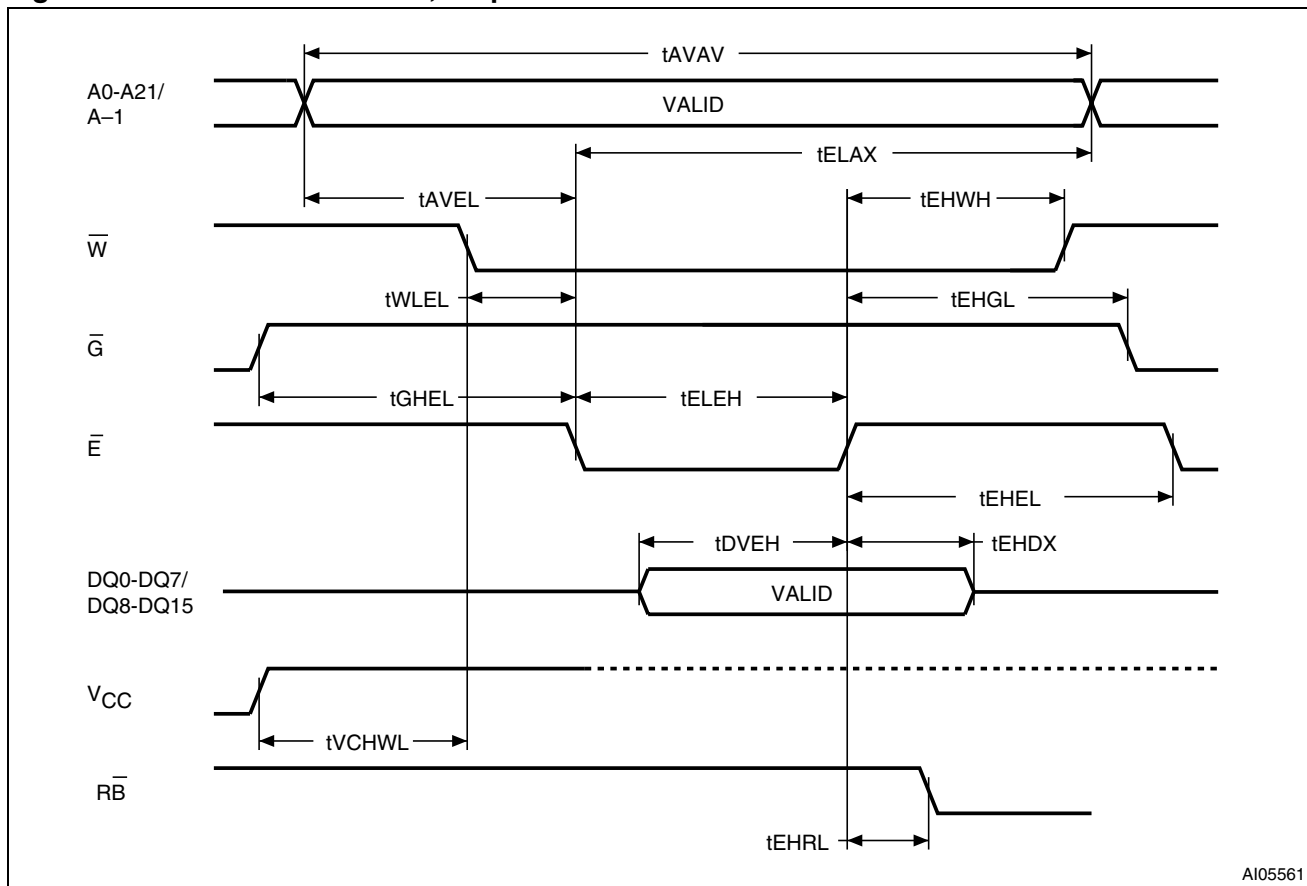 tAVAV
A0-A21/
A–1
VALID
tELAX
tAVEL
tEHWH
W̅
tWLEL
tEHGL
G̅
tGHEL
tELEH
E̅
tEHEL
tDVEH
tEHDX
DQ0-DQ7/
DQ8-DQ15
VALID
VCC
tVCHWL
RB̅
tEHRL
AI05561